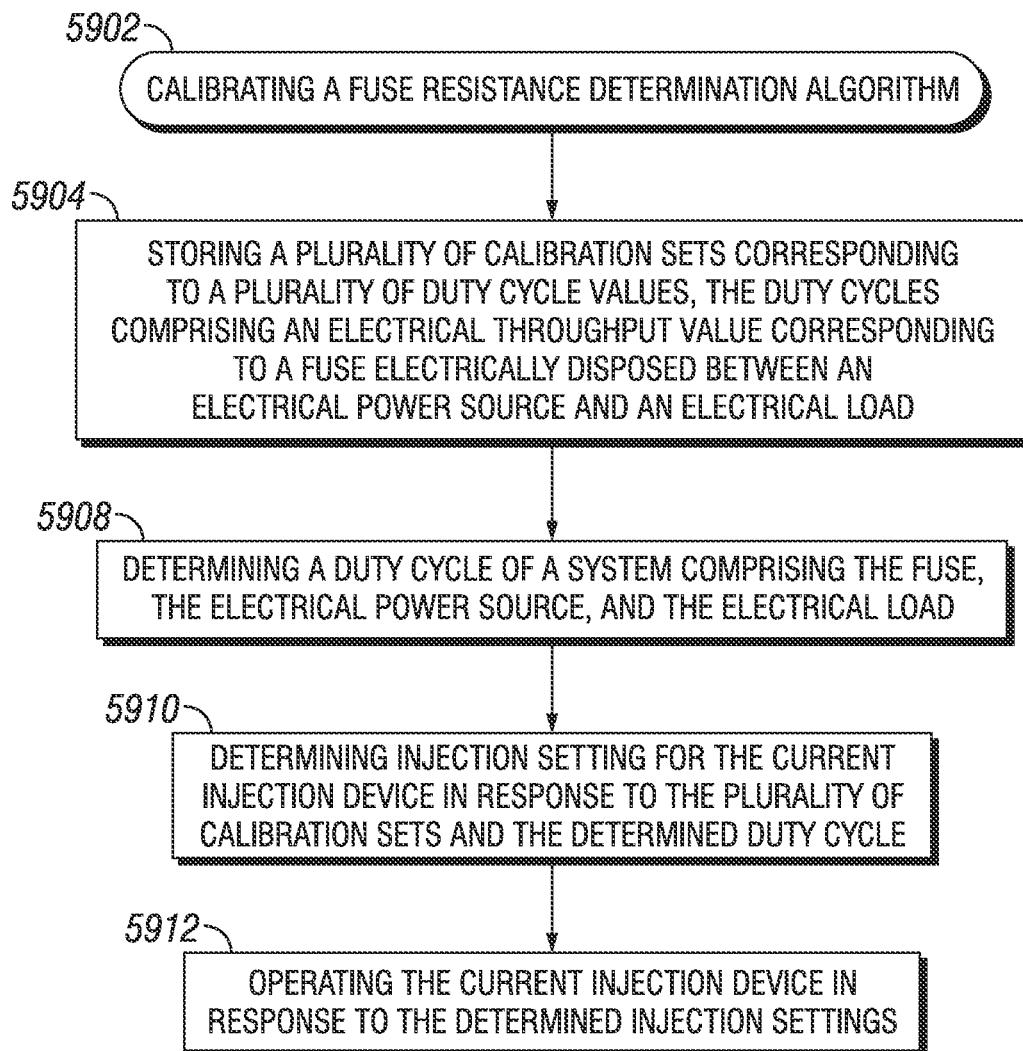 5902
CALIBRATING A FUSE RESISTANCE DETERMINATION ALGORITHM
5904
STORING A PLURALITY OF CALIBRATION SETS CORRESPONDING
TO A PLURALITY OF DUTY CYCLE VALUES, THE DUTY CYCLES
COMPRISING AN ELECTRICAL THROUGHPUT VALUE CORRESPONDING
TO A FUSE ELECTRICALLY DISPOSED BETWEEN AN
ELECTRICAL POWER SOURCE AND AN ELECTRICAL LOAD
5908
DETERMINING A DUTY CYCLE OF A SYSTEM COMPRISING THE FUSE,
THE ELECTRICAL POWER SOURCE, AND THE ELECTRICAL LOAD
5910
DETERMINING INJECTION SETTING FOR THE CURRENT
INJECTION DEVICE IN RESPONSE TO THE PLURALITY OF
CALIBRATION SETS AND THE DETERMINED DUTY CYCLE
5912
OPERATING THE CURRENT INJECTION DEVICE IN
RESPONSE TO THE DETERMINED INJECTION SETTINGS